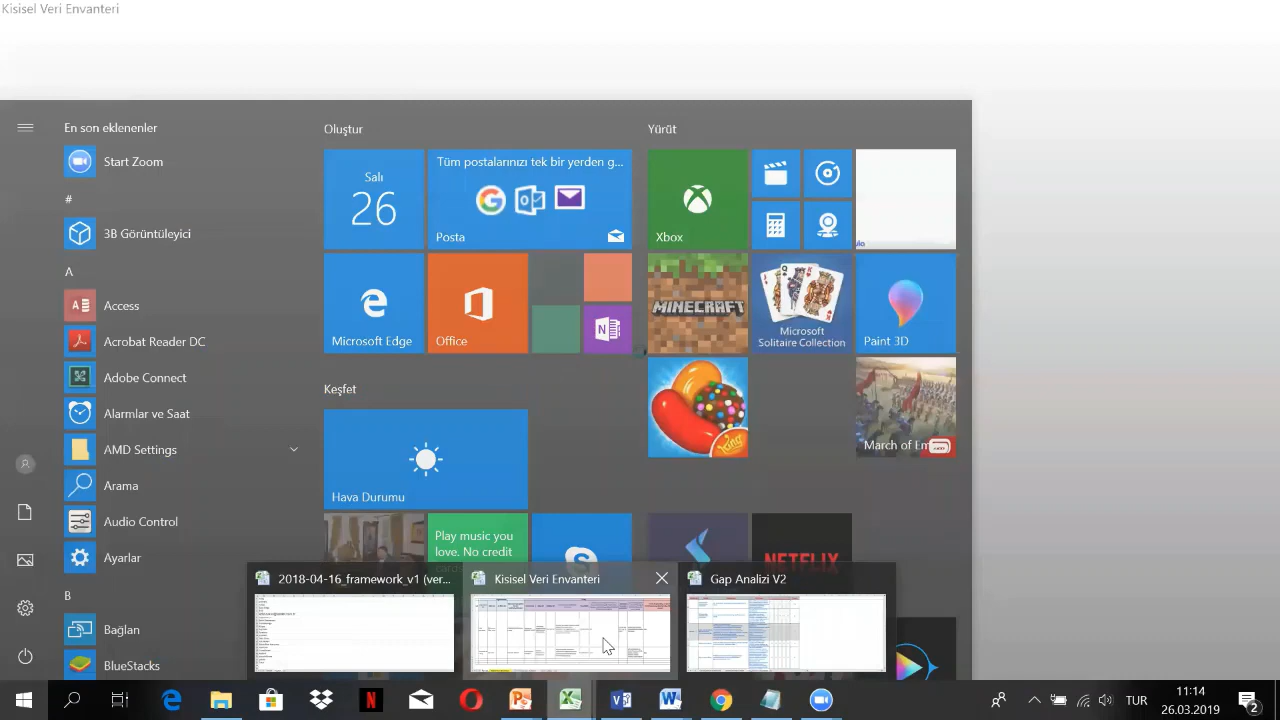 Kisisel Veri Envanteri
En son eklenenler
Start Zoom
#
3B Görüntüleyici
A
Access
Acrobat Reader DC
Adobe Connect
Alarmlar ve Saat
AMD Settings
Arama
Audio Control
Ayarlar
B
Bağlan
BlueStacks
Oluştur
Salı
26
Tüm postalarınızı tek bir yerden g...
Posta
Microsoft Edge
Office
Keşfet
Hava Durumu
Play music you
love. No credit
Yürüt
Xbox
MINECRAFT
Microsoft
Solitaire Collection
Paint 3D
King
March of Em
NETFLIX
2018-04-16_framework_v1 (ver...
Kisisel Veri Envanteri
Gap Analizi V2
TUR
11:14
26.03.2019
2